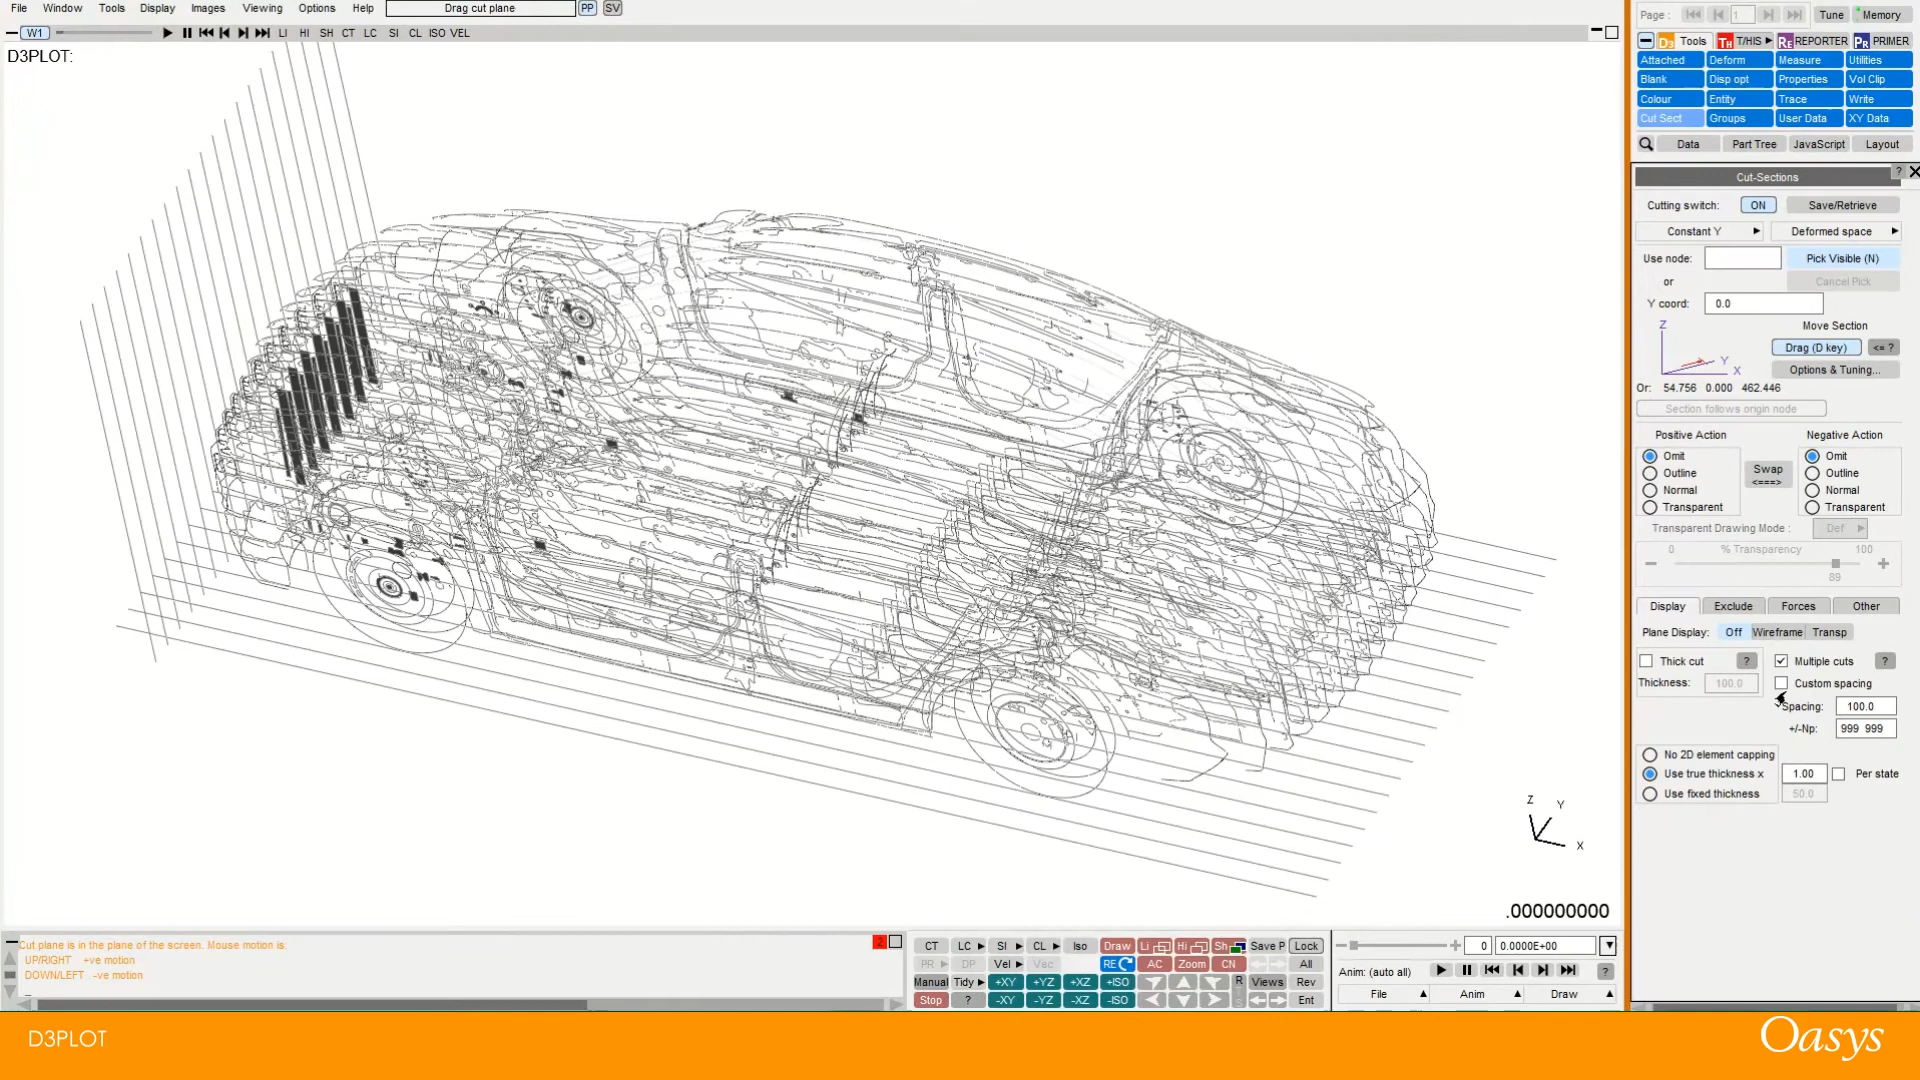 File Window Tools Display Images Viewing Options Help Drag cut plane PP SV
W1 LI HI SH CT LC SI CL ISO VEL
D3PLOT:
Page : 1 Tune Memory
D3 Tools TH T/HIS RE REPORTER PR PRIMER
Attached Deform Measure Utilities
Blank Disp opt Properties Vol Clip
Colour Entity Trace Write
Cut Sect Groups User Data XY Data
Data Part Tree JavaScript Layout
Cut-Sections ?
Cutting switch: ON Save/Retrieve
Constant Y Deformed space
Use node: Pick Visible (N)
or Cancel Pick
Y coord: 0.0
Z Move Section
Y Drag (D key) <= ?
X Options & Tuning...
Or: 54.756 0.000 462.446
Section follows origin node
Positive Action Negative Action
Omit Omit
Outline Swap Outline
Normal <===> Normal
Transparent Transparent
Transparent Drawing Mode : Def
0 % Transparency 100
89
Display Exclude Forces Other
Plane Display: Off Wireframe Transp
Thick cut ? Multiple cuts ?
Thickness: 100.0 Custom spacing
Spacing: 100.0
+/-Np: 999 999
No 2D element capping
Use true thickness x 1.00 Per state
Use fixed thickness 50.0
Z Y
X
.000000000
Cut plane is in the plane of the screen. Mouse motion is: 2
UP/RIGHT +ve motion
DOWN/LEFT -ve motion
CT LC SI CL Iso Draw Li Hi Sh Save P Lock
PR DP Vel Vec RE AC Zoom CN All
Manual Tidy +XY +YZ +XZ +ISO R Views Rev
Stop ? -XY -YZ -XZ -ISO Ent
0 0.0000E+00
Anim: (auto all) ?
File Anim Draw
D3PLOT
Oasys